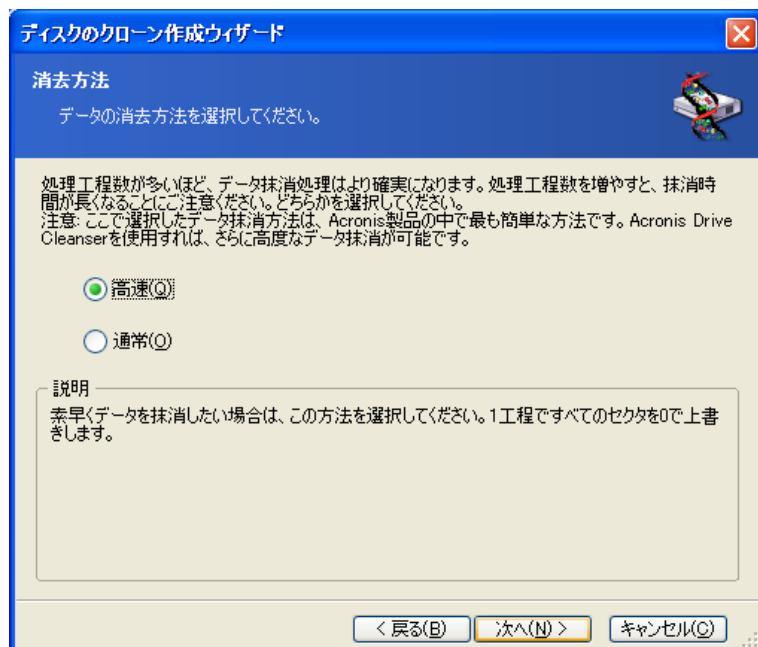 ディスクのクローン作成ウィザード
消去方法
データの消去方法を選択してください。
処理工程数が多いほど、データ抹消処理はより確実になります。処理工程数を増やすと、抹消時
間が長くなることにご注意ください。どちらかを選択してください。
注意: ここで選択したデータ抹消方法は、Acronis製品の中で最も簡単な方法です。Acronis Drive
Cleanserを使用すれば、さらに高度なデータ抹消が可能です。
高速(Q)
通常(O)
説明
素早くデータを抹消したい場合は、この方法を選択してください。1工程ですべてのセクタを0で上書
きします。
< 戻る(B)
次へ(N) >
キャンセル(C)